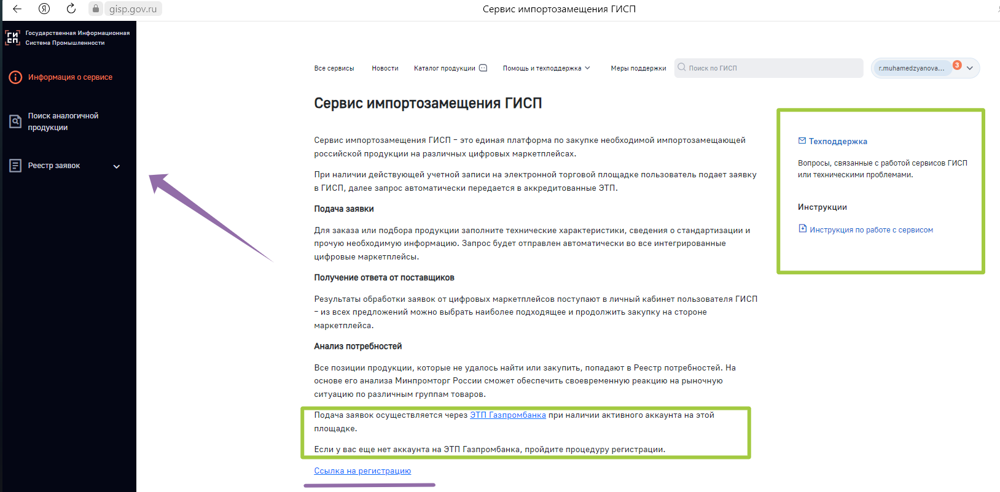 gisp.gov.ru
Сервис импортозамещения ГИСП
ГИ
СП
Государственная Информационная
Система Промышленности
Информация о сервисе
Поиск аналогичной
продукции
Реестр заявок
Все сервисы
Новости
Каталог продукции
Помощь и техподдержка
Меры поддержки
Поиск по ГИСП
r.muhamedzyanova...
3
Сервис импортозамещения ГИСП
Сервис импортозамещения ГИСП – это единая платформа по закупке необходимой импортозамещающей
российской продукции на различных цифровых маркетплейсах.
При наличии действующей учетной записи на электронной торговой площадке пользователь подает заявку
в ГИСП, далее запрос автоматически передается в аккредитованные ЭТП.
Подача заявки
Для заказа или подбора продукции заполните технические характеристики, сведения о стандартизации и
прочую необходимую информацию. Запрос будет отправлен автоматически во все интегрированные
цифровые маркетплейсы.
Получение ответа от поставщиков
Результаты обработки заявок от цифровых маркетплейсов поступают в личный кабинет пользователя ГИСП
– из всех предложений можно выбрать наиболее подходящее и продолжить закупку на стороне
маркетплейса.
Анализ потребностей
Все позиции продукции, которые не удалось найти или закупить, попадают в Реестр потребностей. На
основе его анализа Минпромторг России сможет обеспечить своевременную реакцию на рыночную
ситуацию по различным группам товаров.
Подача заявок осуществляется через ЭТП Газпромбанка при наличии активного аккаунта на этой
площадке.
Если у вас еще нет аккаунта на ЭТП Газпромбанка, пройдите процедуру регистрации.
Ссылка на регистрацию
Техподдержка
Вопросы, связанные с работой сервисов ГИСП
или техническими проблемами.
Инструкции
Инструкция по работе с сервисом